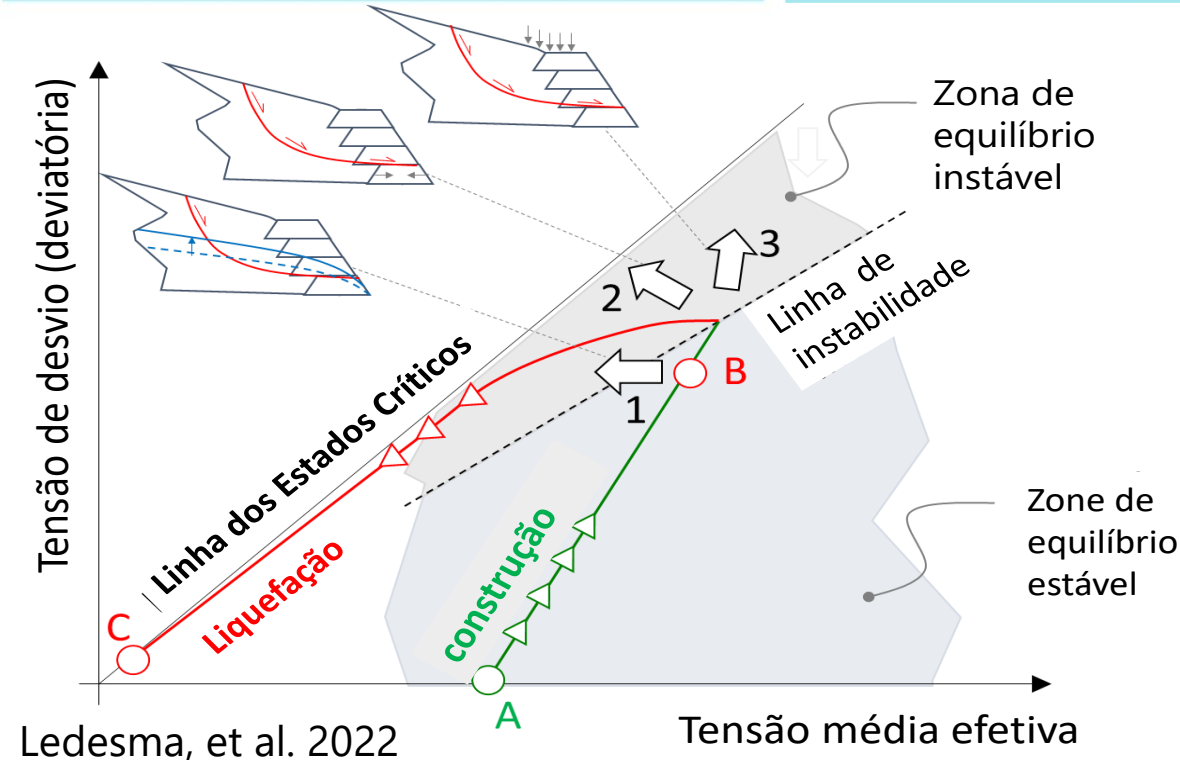 Tensão de desvio (deviatória)
Zona de
equilíbrio
instável
3
2
Linha de
instabilidade
B
1
Linha dos Estados Críticos
Liquefação
construção
Zone de
equilíbrio
estável
C
A
Ledesma, et al. 2022
Tensão média efetiva